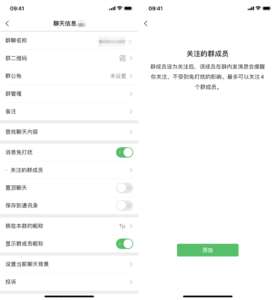 09:41
聊天信息
群聊名称
群二维码
群公告
未设置
群管理
备注
查找聊天内容
消息免打扰
关注的群成员
置顶聊天
保存到通讯录
我在本群的昵称
显示群成员昵称
设置当前聊天背景
投诉
09:41
关注的群成员
群成员设为关注后，该成员在群内发消息会提醒
你关注，不受到免打扰的影响。最多可以关注4
个群成员。
添加